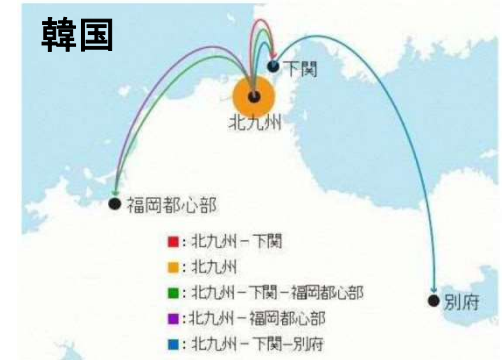 韓国
下関
北九州
福岡都心部
■：北九州－下関
■：北九州
■：北九州－下関－福岡都心部
■：北九州－福岡都心部
■：北九州－下関－別府
別府